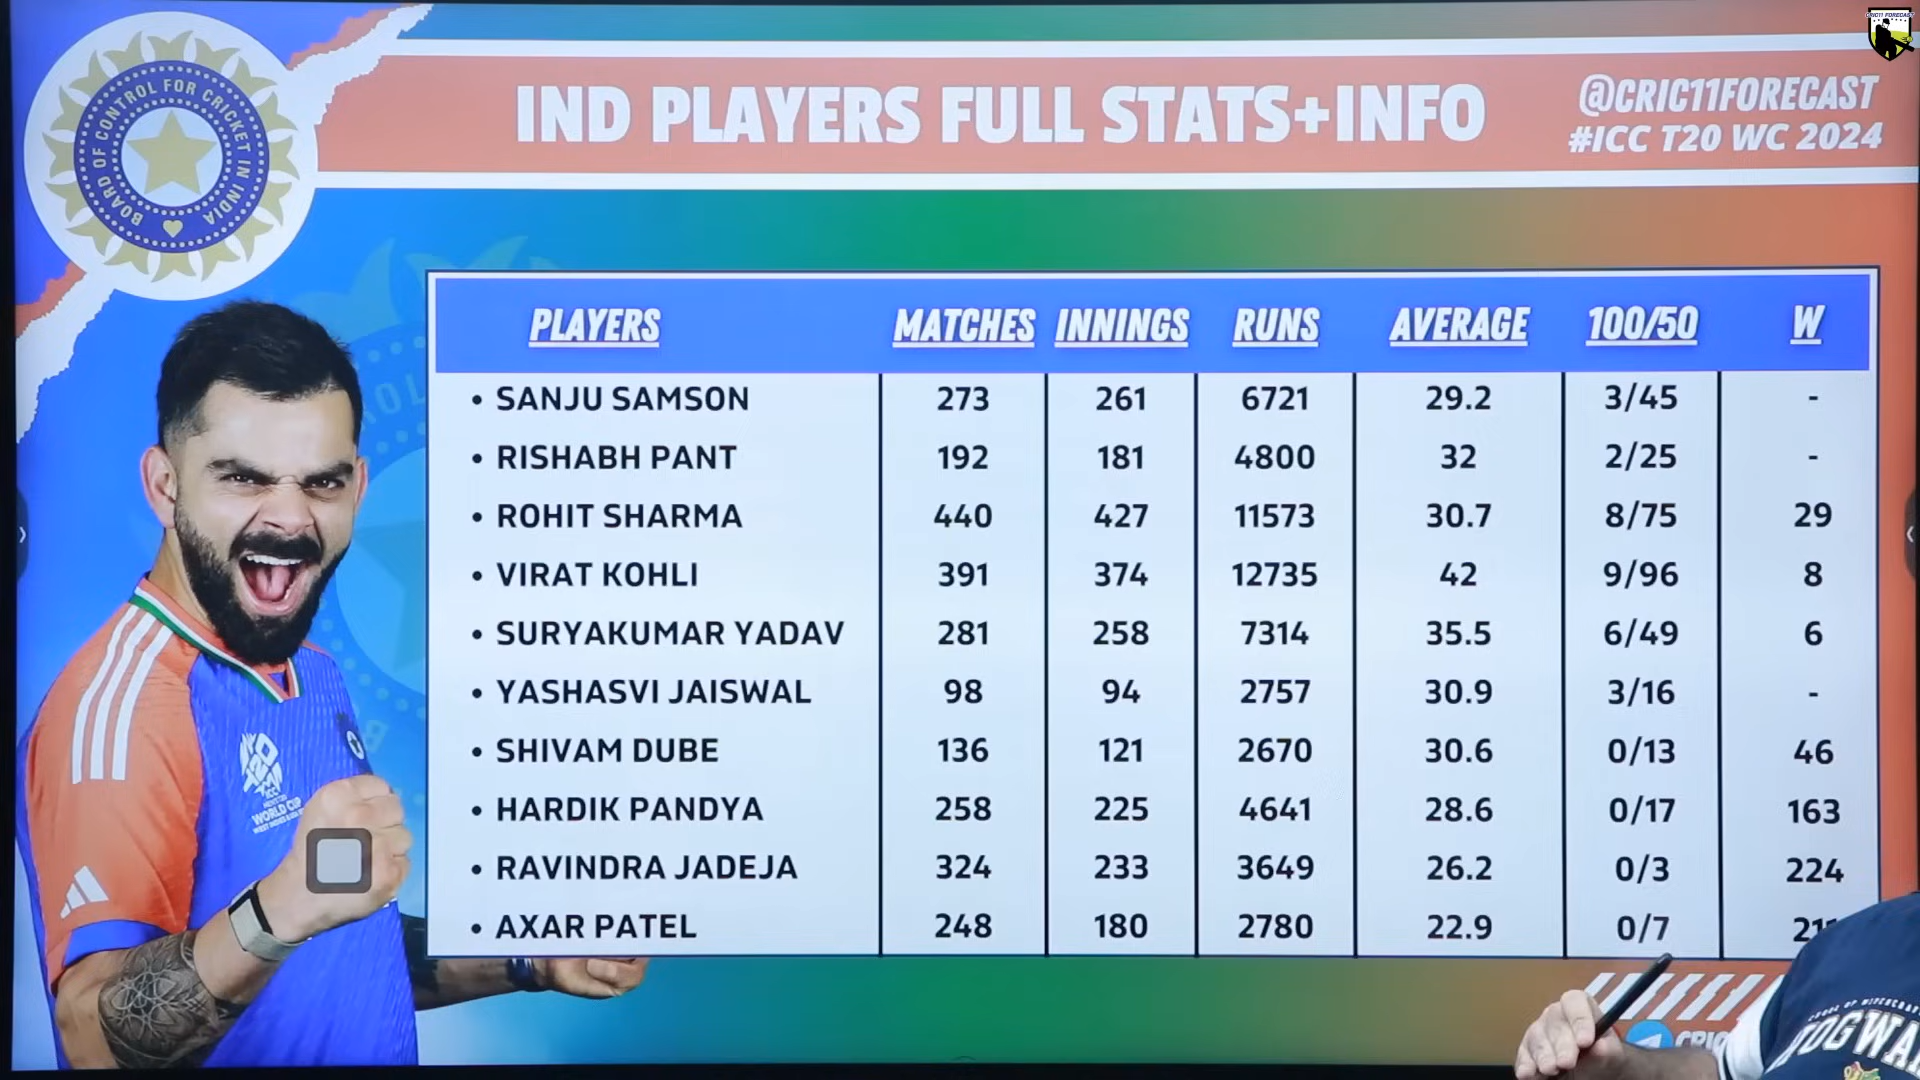 CRIC11 FORECAST
BOARD OF CONTROL FOR CRICKET IN INDIA
IND PLAYERS FULL STATS+INFO
@CRIC11FORECAST
#ICC T20 WC 2024
PLAYERS MATCHES INNINGS RUNS AVERAGE 100/50 W
• SANJU SAMSON 273 261 6721 29.2 3/45 -
• RISHABH PANT 192 181 4800 32 2/25 -
• ROHIT SHARMA 440 427 11573 30.7 8/75 29
• VIRAT KOHLI 391 374 12735 42 9/96 8
• SURYAKUMAR YADAV 281 258 7314 35.5 6/49 6
• YASHASVI JAISWAL 98 94 2757 30.9 3/16 -
• SHIVAM DUBE 136 121 2670 30.6 0/13 46
• HARDIK PANDYA 258 225 4641 28.6 0/17 163
• RAVINDRA JADEJA 324 233 3649 26.2 0/3 224
• AXAR PATEL 248 180 2780 22.9 0/7
ICC
WORLD CUP